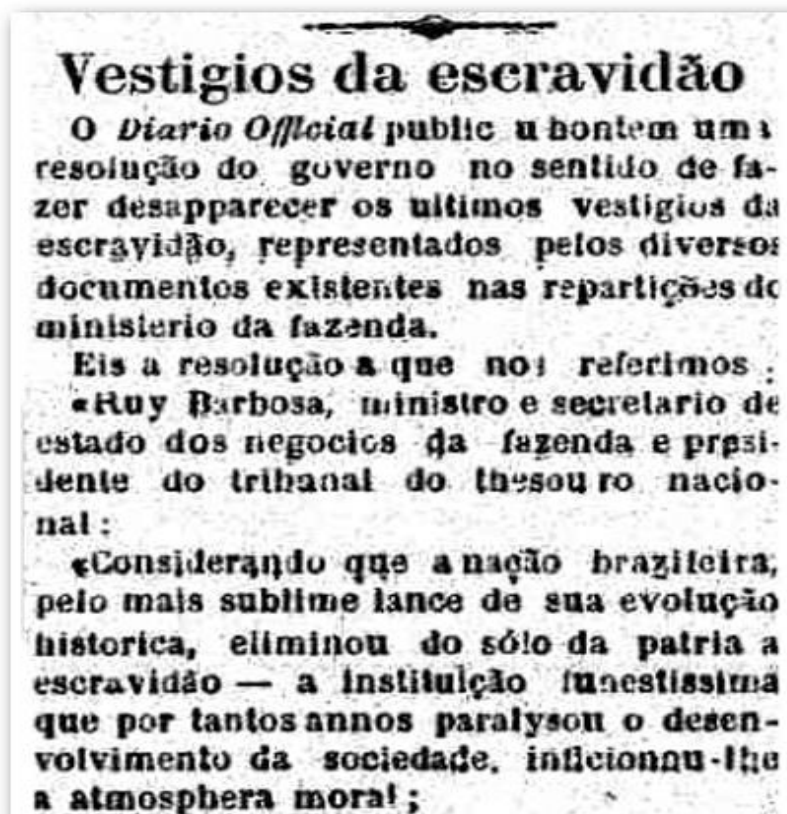 Vestigios da escravidão
O Diario Official public u hontem uma
resolução do governo no sentido de fa-
zer desapparecer os ultimos vestigios da
escravidão, representados pelos diversos
documentos existentes nas repartições do
ministerio da fazenda.
Eis a resolução a que nos referimos :
«Ruy Barbosa, ministro e secretario de
estado dos negocios da fazenda e presi-
dente do tribanal do thesouro nacio-
nal :
«Considerando que a nação brazileira,
pelo mais sublime lance de sua evolução
historica, eliminou do sólo da patria a
escravidão — a instituição funestissima
que por tantos annos paralysou o desen-
volvimento da sociedade, inficionou-lhe
a atmosphera moral ;